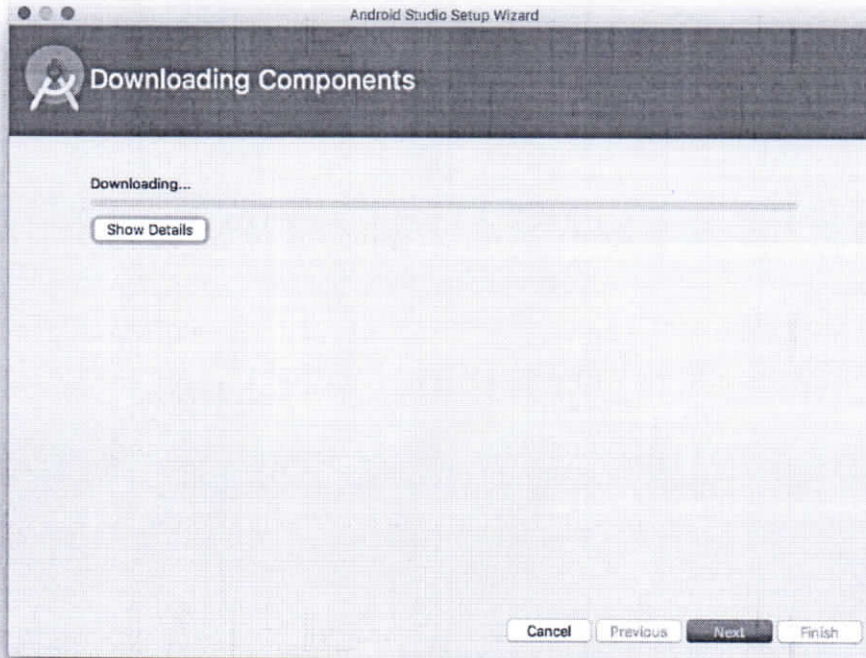 Android Studio Setup Wizard
Downloading Components
Downloading...
Show Details
Cancel
Previous
Next
Finish